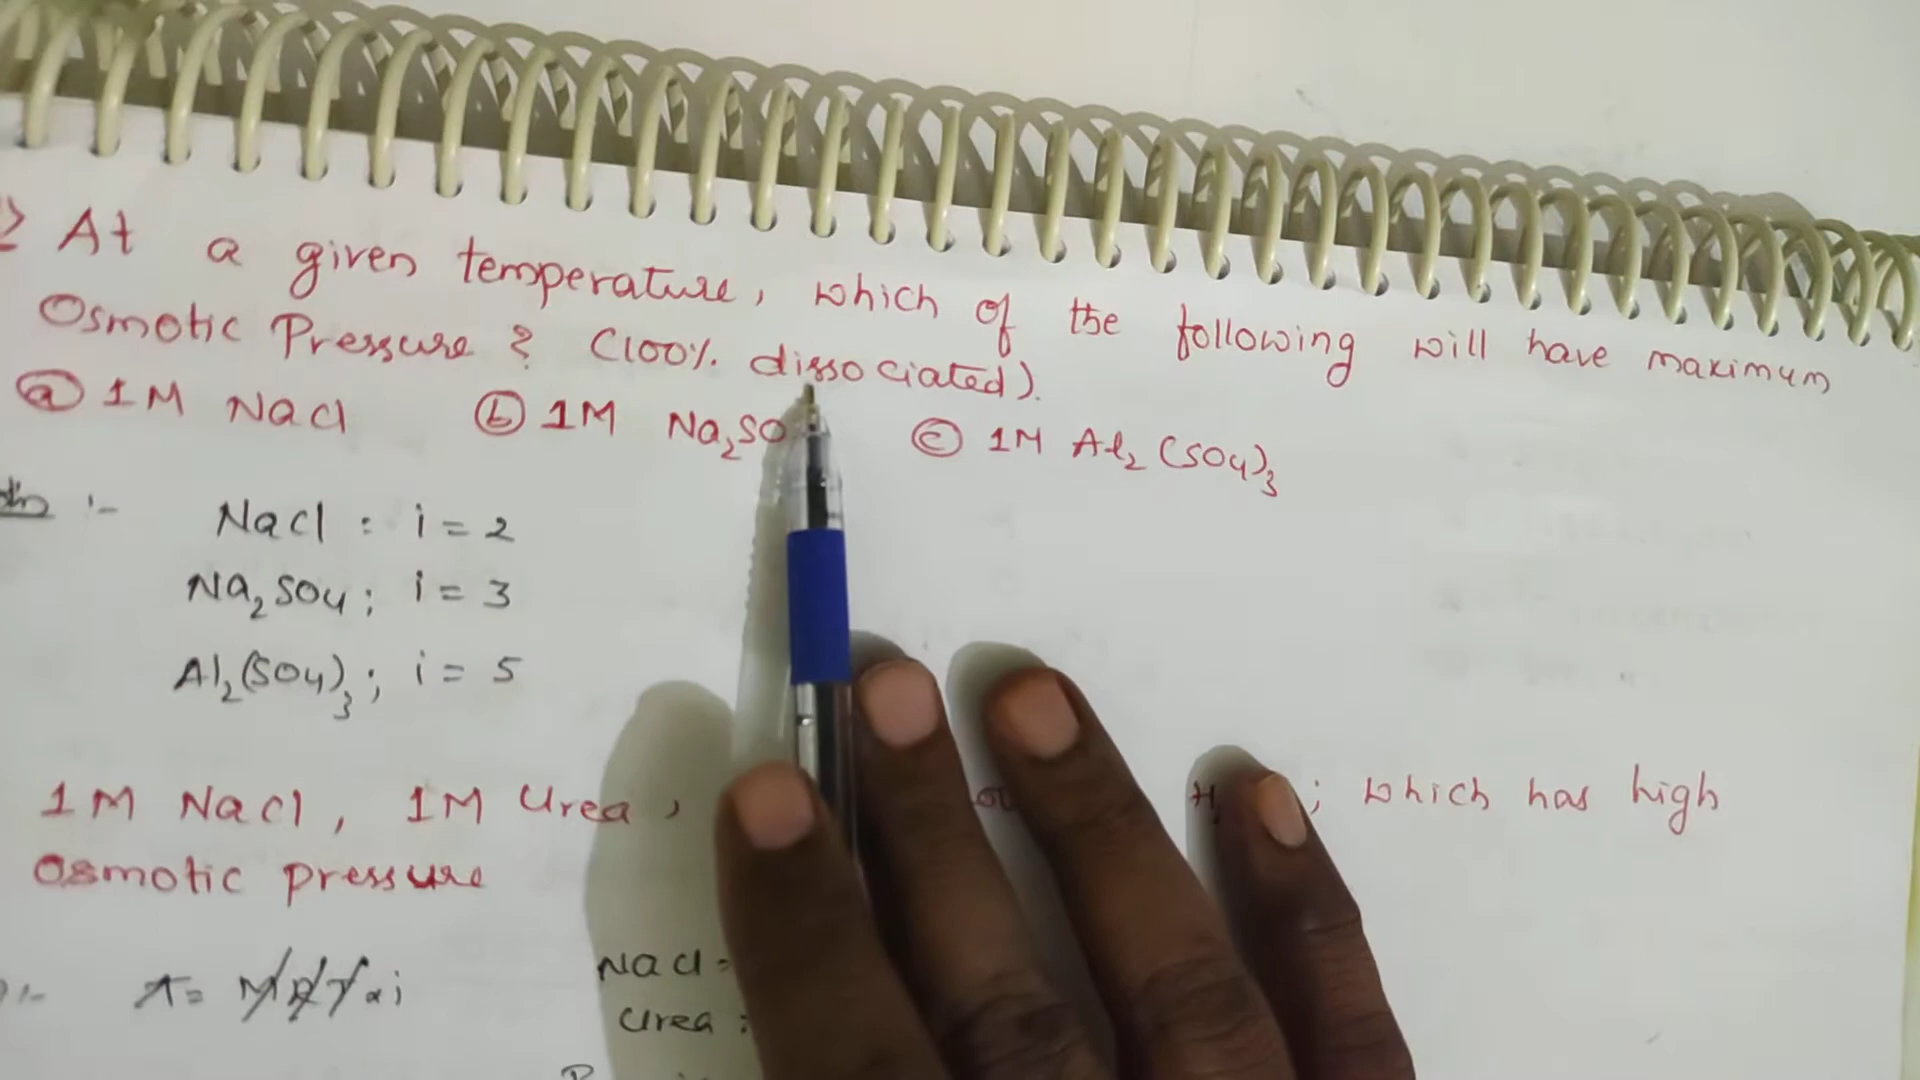 At a given temperature, which of the following will have maximum
Osmotic Pressure ? (100% dissociated).
ⓐ 1M NaCl ⓑ 1M Na₂SO ⓒ 1M Al₂(SO₄)₃
:- NaCl : i = 2
Na₂SO₄ ; i = 3
Al₂(SO₄)₃ ; i = 5
1M NaCl , 1M Urea , ; which has high
Osmotic pressure
:- π = MRT × i NaCl :
Urea :